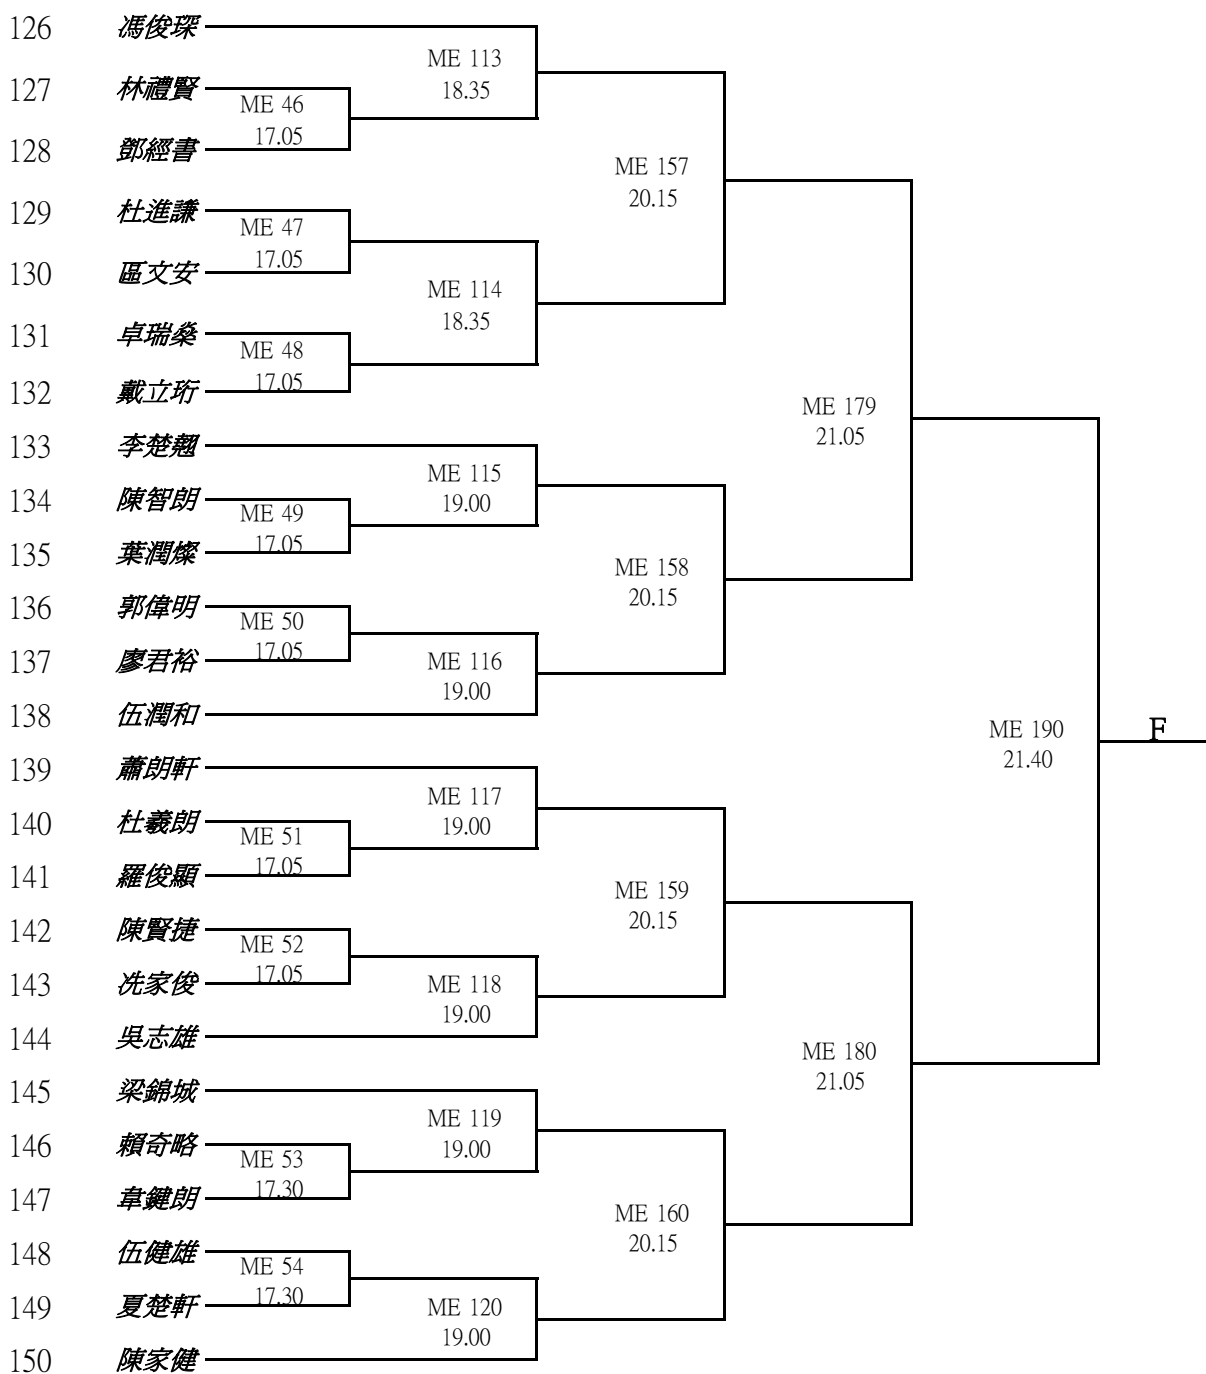 126 馮俊琛
ME 113
127 林禮賢
18.35
ME 46
17.05
128 鄧經書
ME 157
20.15
129 杜進謙
ME 47
17.05
130 區文安
ME 114
18.35
131 卓瑞燊
ME 48
17.05
132 戴立珩
ME 179
21.05
133 李楚翹
ME 115
19.00
134 陳智朗
ME 49
17.05
135 葉潤燦
ME 158
20.15
136 郭偉明
ME 50
17.05
137 廖君裕
ME 116
19.00
138 伍潤和
ME 190
21.40
F
139 蕭朗軒
ME 117
19.00
140 杜羲朗
ME 51
17.05
141 羅俊顯
ME 159
20.15
142 陳賢捷
ME 52
17.05
143 冼家俊
ME 118
19.00
144 吳志雄
ME 180
21.05
145 梁錦城
ME 119
19.00
146 賴奇略
ME 53
17.30
147 韋鍵朗
ME 160
20.15
148 伍健雄
ME 54
17.30
149 夏楚軒
ME 120
19.00
150 陳家健